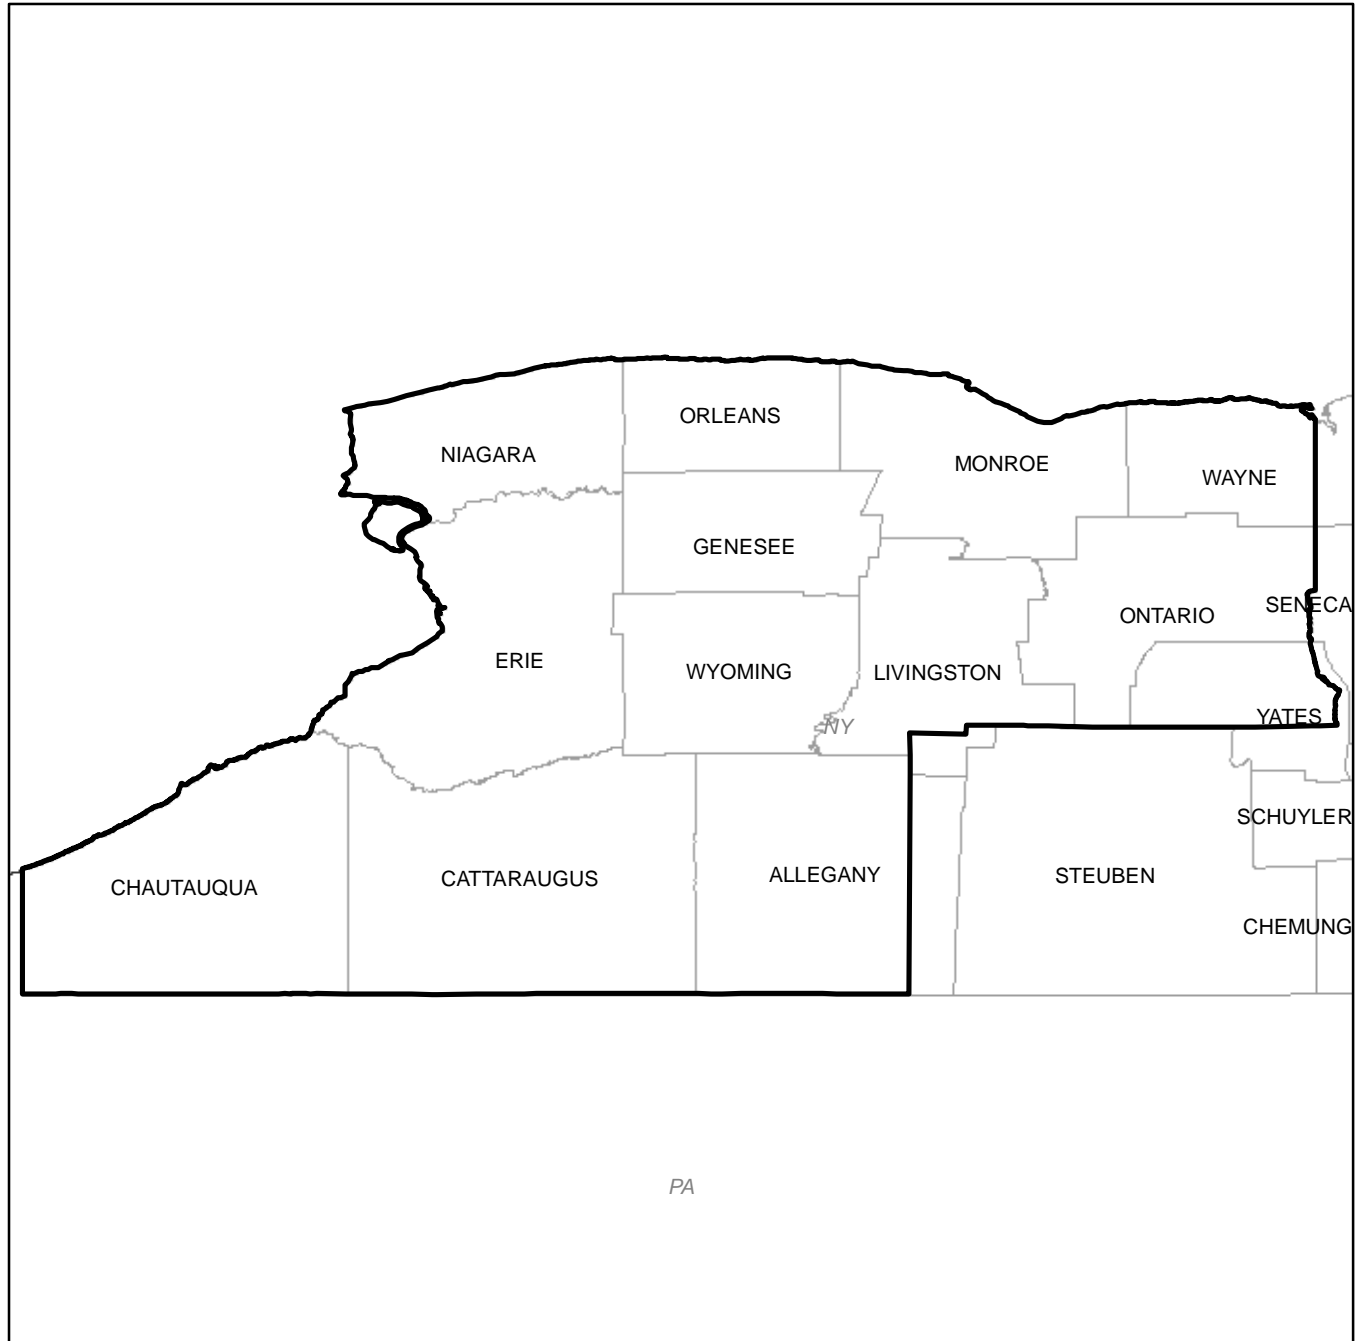 ORLEANS
NIAGARA
MONROE
WAYNE
GENESEE
SENECA
ONTARIO
ERIE
WYOMING
LIVINGSTON
YATES
NY
SCHUYLER
ALLEGANY
STEUBEN
CATTARAUGUS
CHAUTAUQUA
CHEMUNG
PA